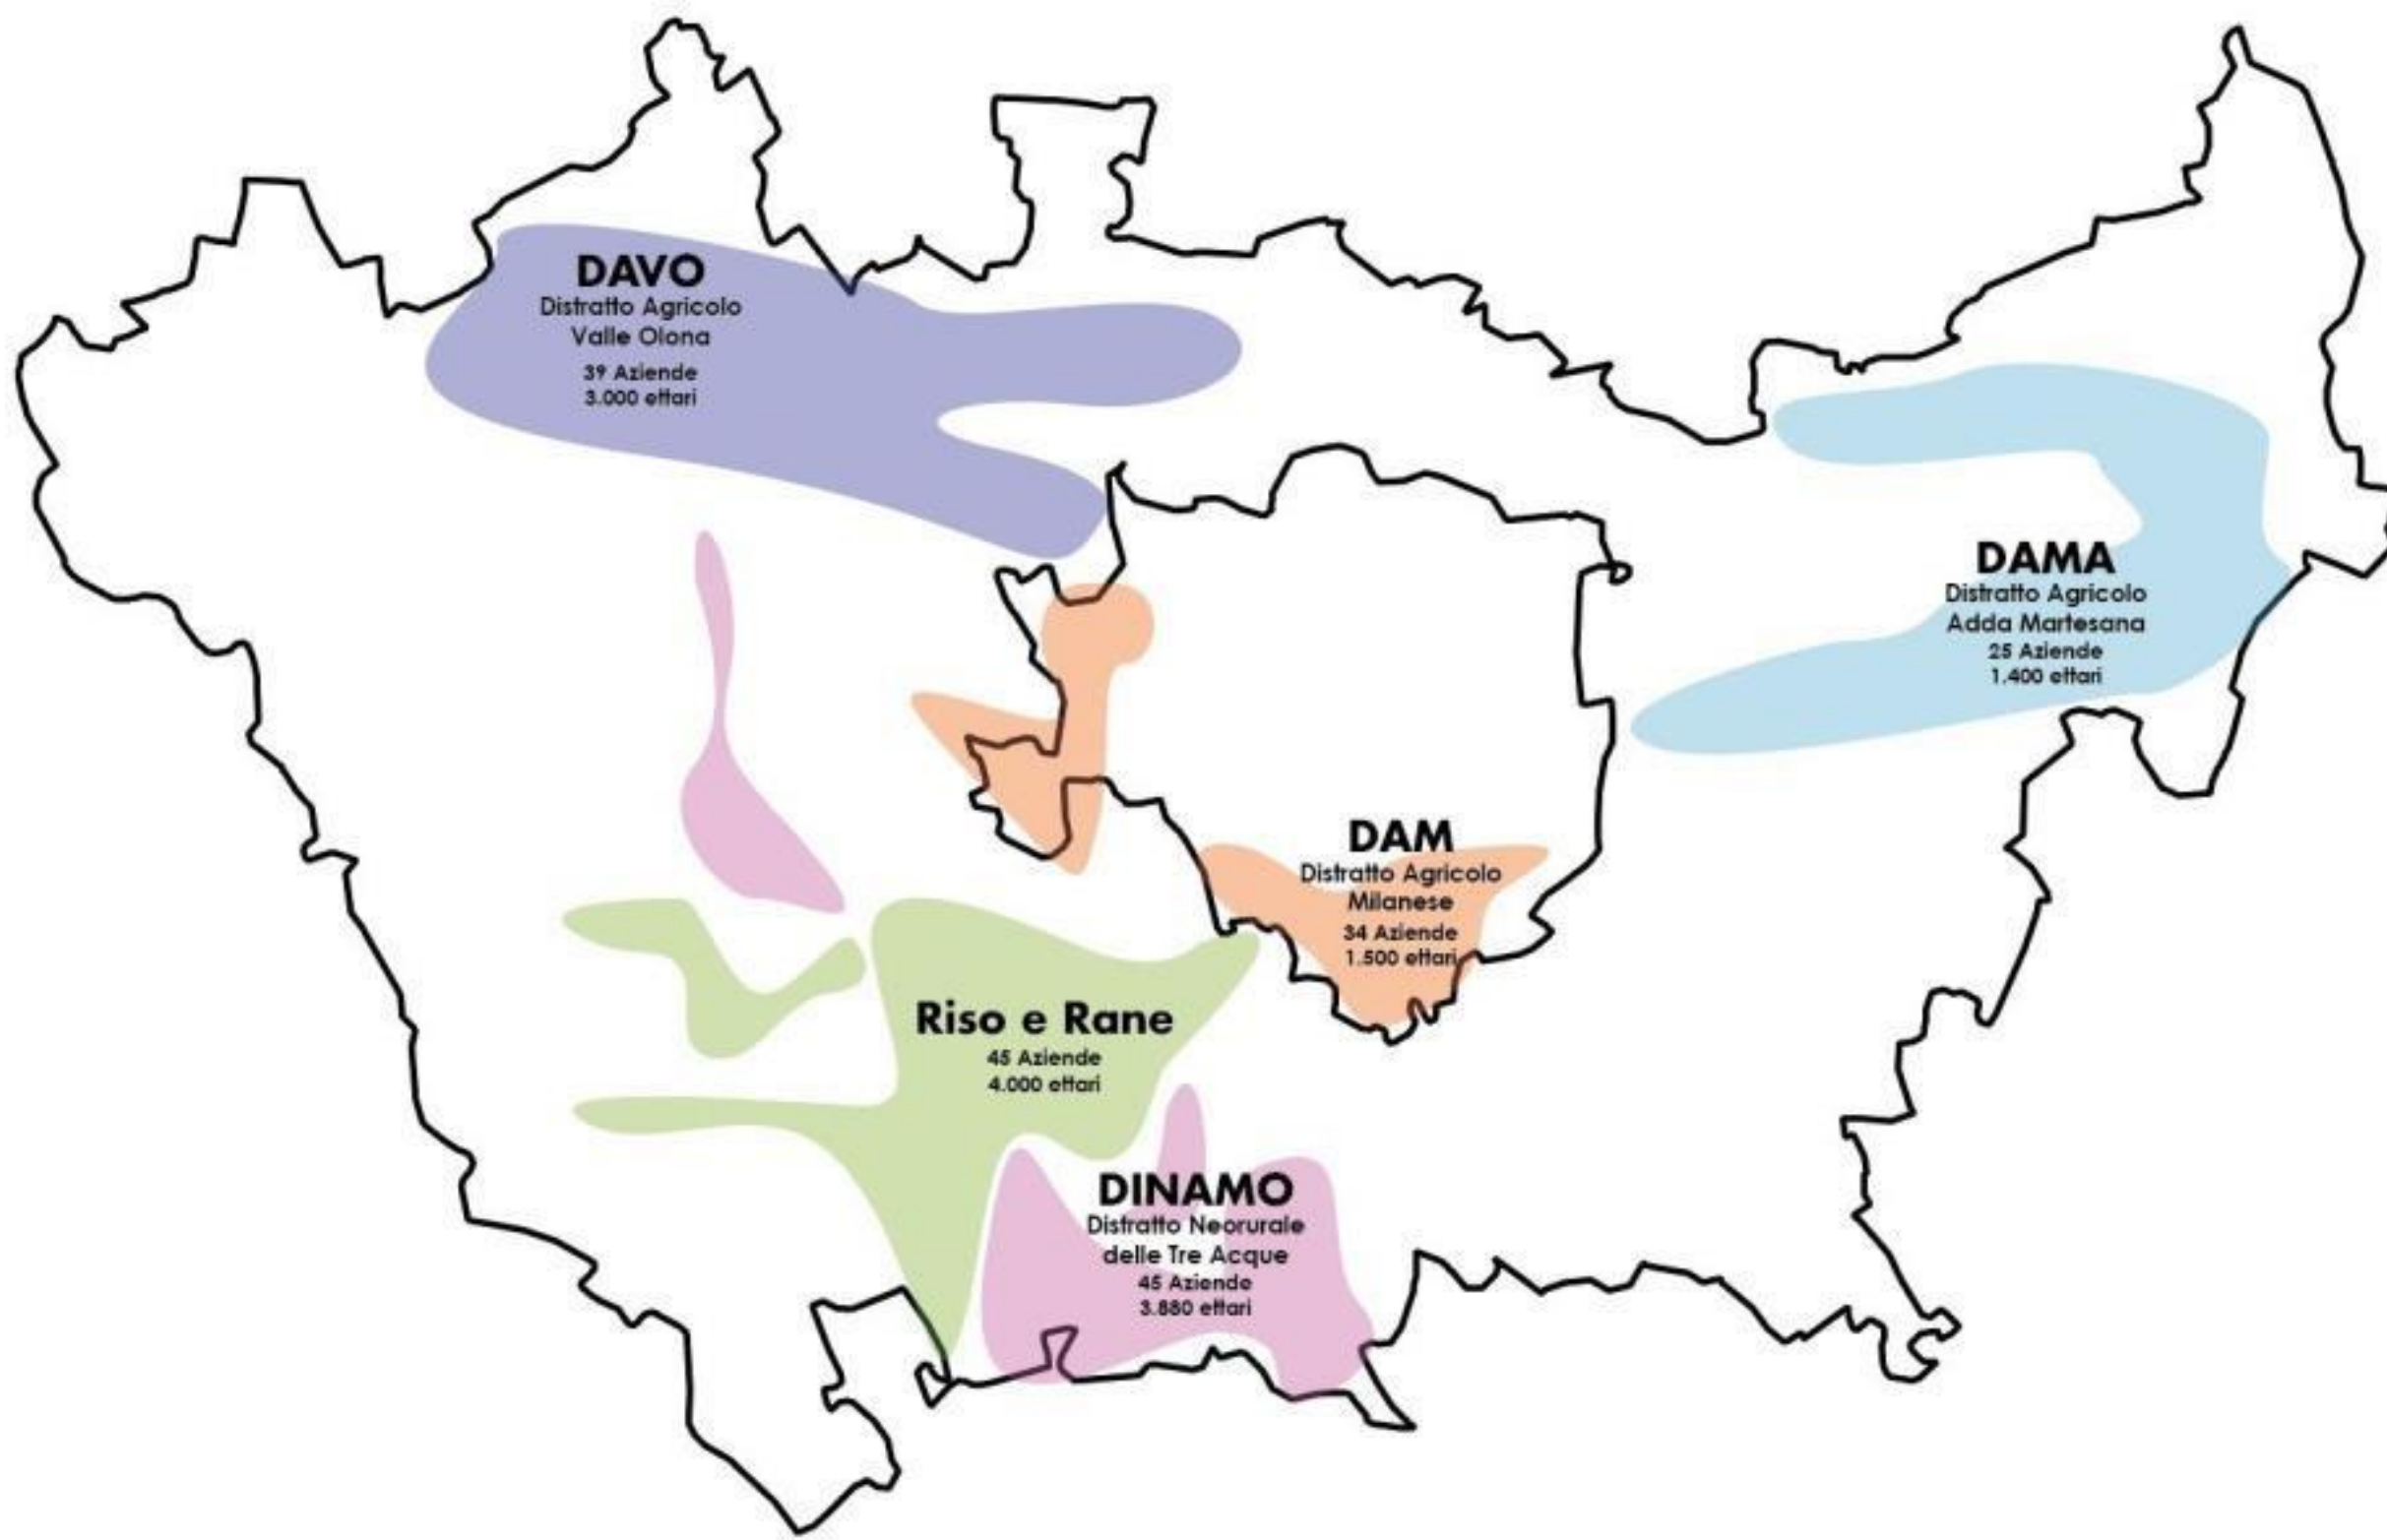 DAVO
Distratto Agricolo
Valle Olona
39 Aziende
3.000 ettari
DAMA
Distratto Agricolo
Adda Martesana
25 Aziende
1.400 ettari
DAM
Distratto Agricolo
Milanese
34 Aziende
1.500 ettari
Riso e Rane
45 Aziende
4.000 ettari
DINAMO
Distratto Neorurale
delle Tre Acque
45 Aziende
3.880 ettari